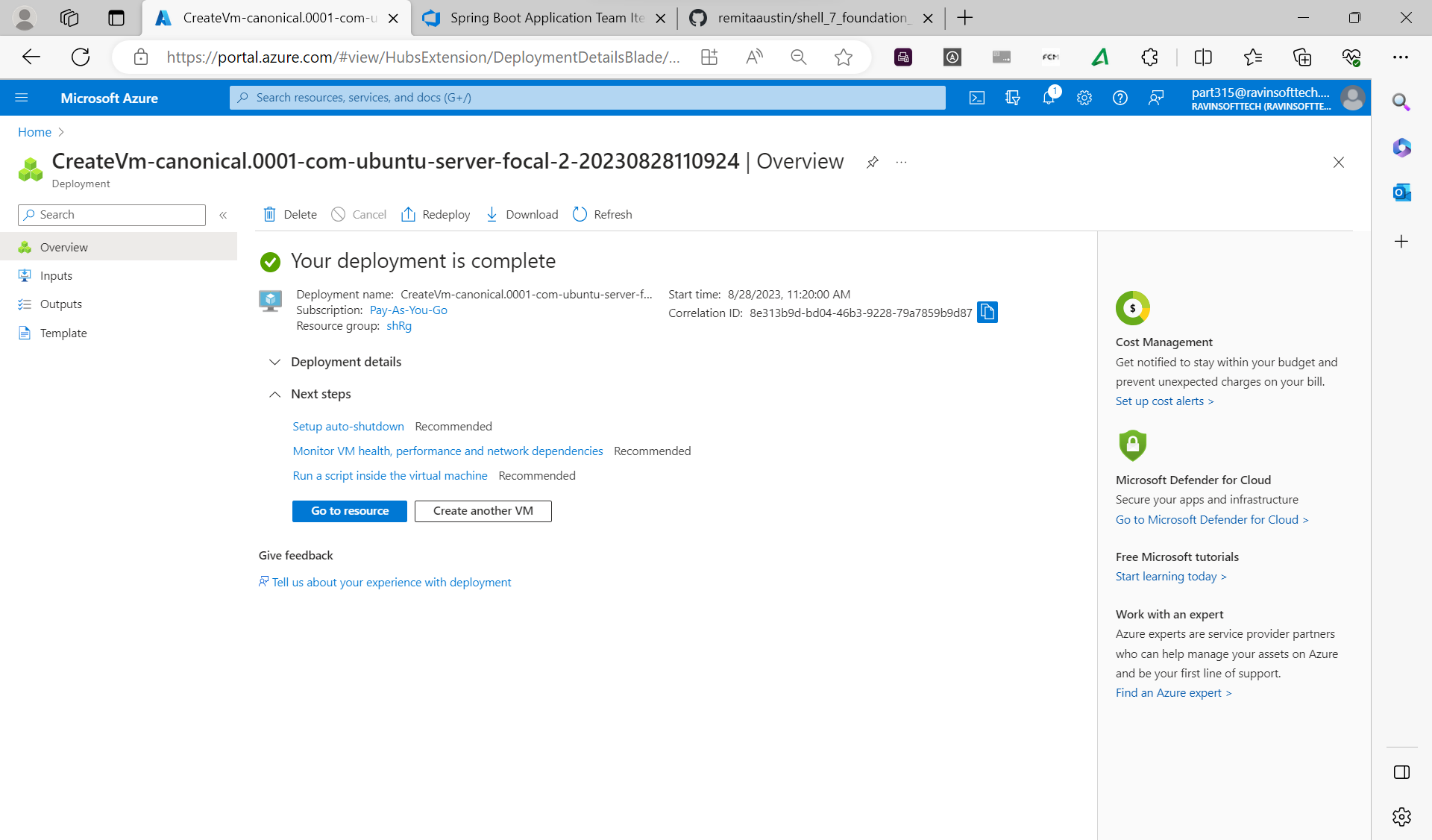 CreateVm-canonical.0001-com-u
Spring Boot Application Team Ite
remitaaustin/shell_7_foundation_
https://portal.azure.com/#view/HubsExtension/DeploymentDetailsBlade/...
FCM
Microsoft Azure
Search resources, services, and docs (G+/)
1
part315@ravinsofttech....
RAVINSOFTTECH (RAVINSOFTTE...
Home
CreateVm-canonical.0001-com-ubuntu-server-focal-2-20230828110924 | Overview
Deployment
Search
Delete
Cancel
Redeploy
Download
Refresh
Overview
Inputs
Outputs
Template
Your deployment is complete
Deployment name: CreateVm-canonical.0001-com-ubuntu-server-f...
Subscription: Pay-As-You-Go
Resource group: shRg
Start time: 8/28/2023, 11:20:00 AM
Correlation ID: 8e313b9d-bd04-46b3-9228-79a7859b9d87
Deployment details
Next steps
Setup auto-shutdown Recommended
Monitor VM health, performance and network dependencies Recommended
Run a script inside the virtual machine Recommended
Go to resource
Create another VM
Give feedback
Tell us about your experience with deployment
Cost Management
Get notified to stay within your budget and
prevent unexpected charges on your bill.
Set up cost alerts >
Microsoft Defender for Cloud
Secure your apps and infrastructure
Go to Microsoft Defender for Cloud >
Free Microsoft tutorials
Start learning today >
Work with an expert
Azure experts are service provider partners
who can help manage your assets on Azure
and be your first line of support.
Find an Azure expert >